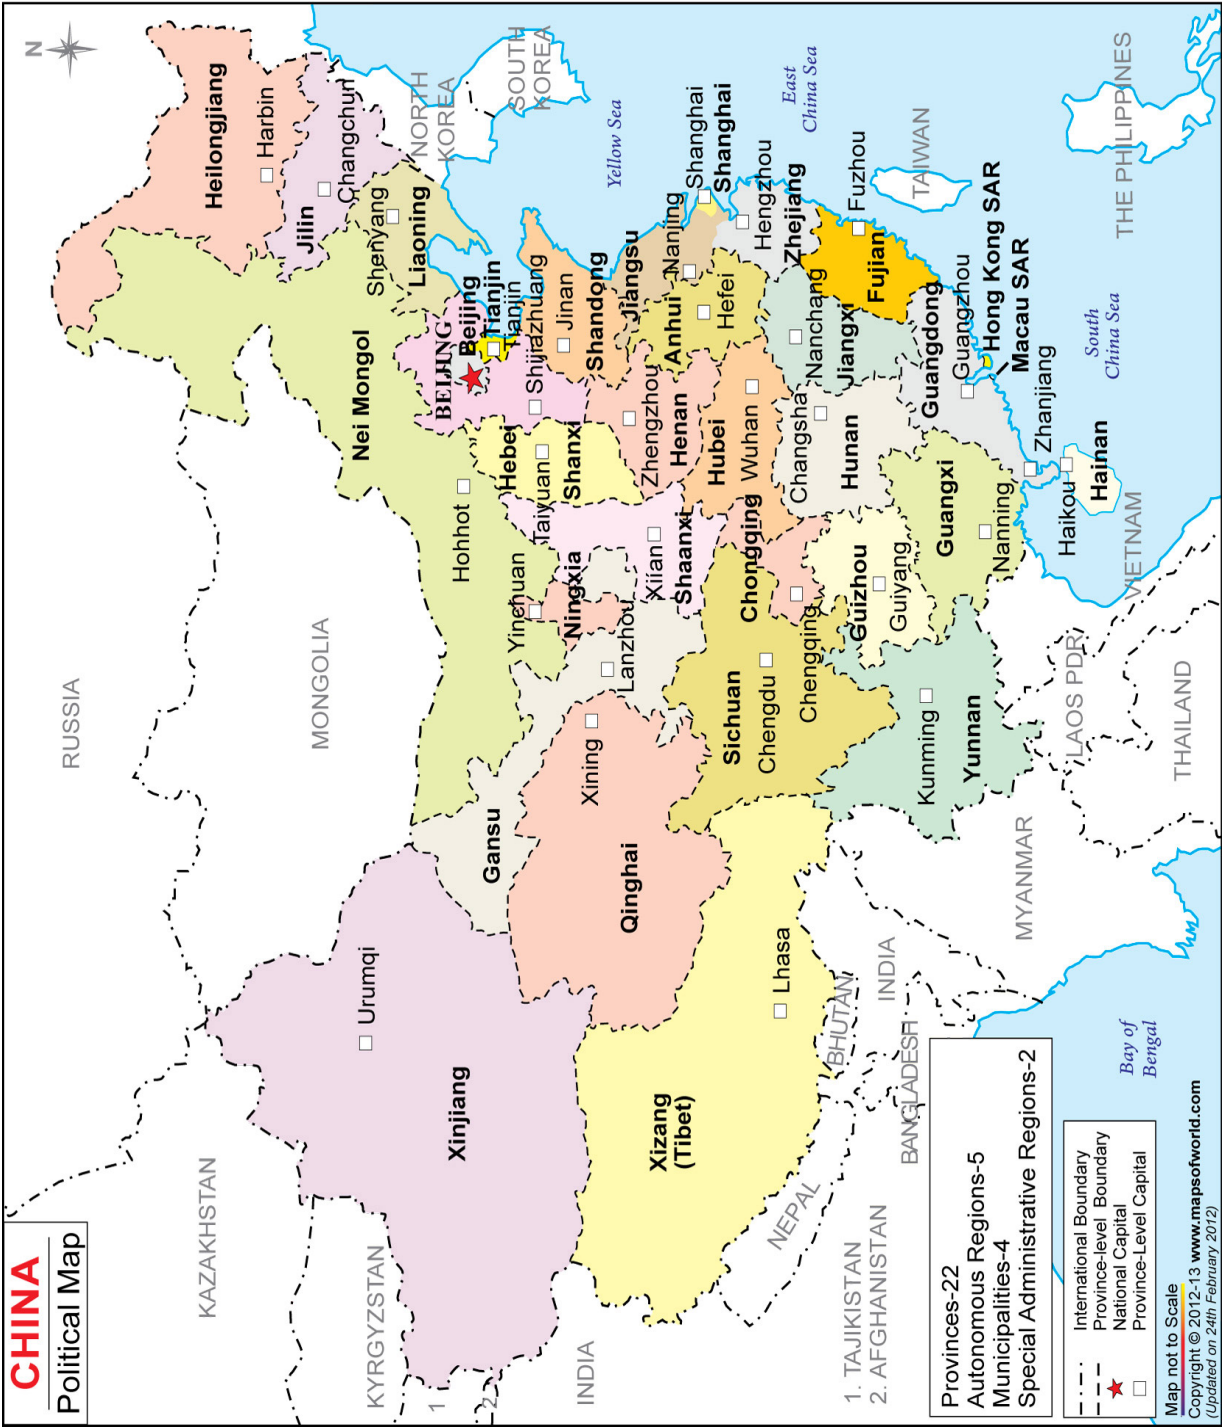 CHINA
Political Map
N
RUSSIA
MONGOLIA
KAZAKHSTAN
KYRGYZSTAN
1
2
INDIA
Heilongjiang
Harbin
Jilin
Changchun
Shenyang
Liaoning
NORTH
KOREA
SOUTH
KOREA
Nei Mongol
Hohhot
BEIJING
Beijing
Tianjin
Tianjin
Hebei
Shijiazhuang
Shanxi
Taiyuan
Jinan
Shandong
Yellow Sea
Xinjiang
Urumqi
Gansu
Lanzhou
Yinchuan
Ningxia
Xining
Qinghai
Xiian
Shaanxi
Zhengzhou
Henan
Jiangsu
Nanjing
Anhui
Hefei
Shanghai
Shanghai
East
China Sea
Hubei
Wuhan
Chongqing
Chengqing
Sichuan
Chengdu
Xizang
(Tibet)
Lhasa
Hengzhou
Zhejiang
Nanchang
Jiangxi
Changsha
Hunan
Fuzhou
Fujian
TAIWAN
Guizhou
Guiyang
Guangxi
Nanning
Guangdong
Guangzhou
Hong Kong SAR
Macau SAR
Zhanjiang
Haikou
Hainan
Kunming
Yunnan
South
China Sea
THE PHILIPPINES
VIETNAM
LAOS PDR
THAILAND
MYANMAR
INDIA
BHUTAN
BANGLADESH
NEPAL
Bay of
Bengal
1. TAJIKISTAN
2. AFGHANISTAN
Provinces-22
Autonomous Regions-5
Municipalities-4
Special Administrative Regions-2
International Boundary
Province-level Boundary
National Capital
Province-Level Capital
Map not to Scale
Copyright © 2012-13 www.mapsofworld.com
(Updated on 24th February 2012)